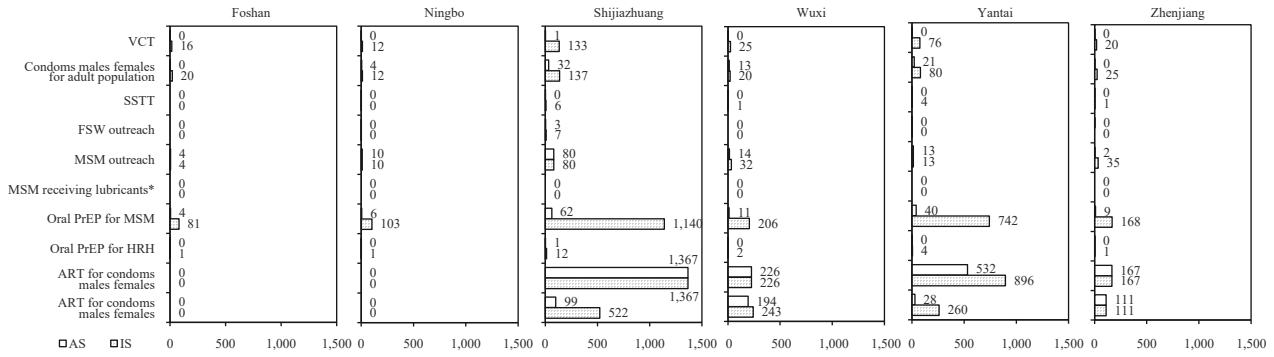 Foshan Ningbo Shijiazhuang Wuxi Yantai Zhenjiang
VCT 0 0 1 0 0 0
16 12 133 25 76 20
Condoms males females 0 4 32 13 21 0
for adult population 20 12 137 20 80 25
SSTT 0 0 0 0 0 0
0 0 6 1 4 1
FSW outreach 0 0 3 0 0 0
0 0 7 0 0 0
MSM outreach 4 10 80 14 13 2
4 10 80 32 13 35
MSM receiving lubricants* 0 0 0 0 0 0
0 0 0 0 0 0
Oral PrEP for MSM 4 6 62 11 40 9
81 103 1,140 206 742 168
Oral PrEP for HRH 0 0 1 0 0 0
1 1 12 2 4 1
ART for condoms 0 0 1,367 226 532 167
males females 0 0 1,367 226 896 167
ART for condoms 0 0 99 194 28 111
males females 0 0 522 243 260 111
AS IS 0 500 1,000 1,500 0 500 1,000 1,500 0 500 1,000 1,500 0 500 1,000 1,500 0 500 1,000 1,500 0 500 1,000 1,500